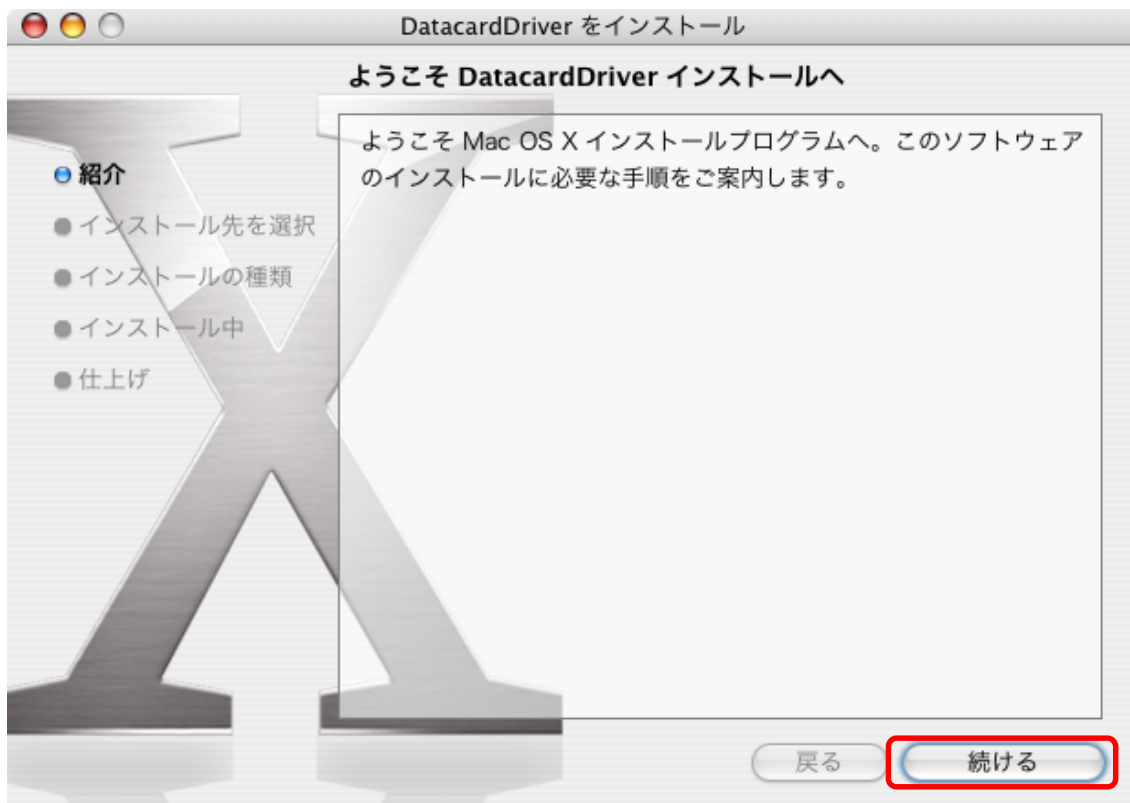 DatacardDriver をインストール
ようこそ DatacardDriver インストールへ
紹介
インストール先を選択
インストールの種類
インストール中
仕上げ
ようこそ Mac OS X インストールプログラムへ。このソフトウェア
のインストールに必要な手順をご案内します。
戻る
続ける